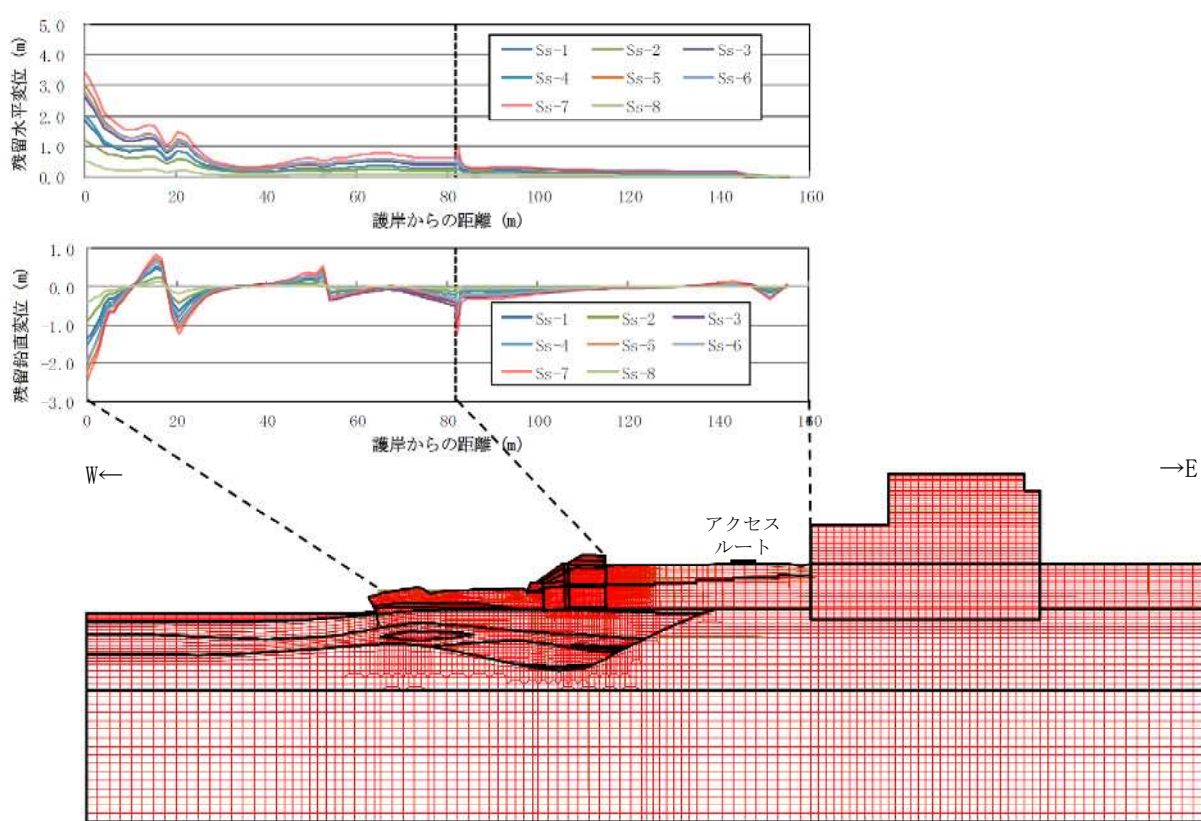 残留水平変位 (m)
5.0
4.0
3.0
2.0
1.0
0.0
Ss-1 Ss-2 Ss-3
Ss-4 Ss-5 Ss-6
Ss-7 Ss-8
0 20 40 60 80 100 120 140 160
護岸からの距離 (m)
残留鉛直変位 (m)
1.0
0.0
-1.0
-2.0
-3.0
Ss-1 Ss-2 Ss-3
Ss-4 Ss-5 Ss-6
Ss-7 Ss-8
0 20 40 60 80 100 120 140 160
護岸からの距離 (m)
W←
→E
アクセス
ルート